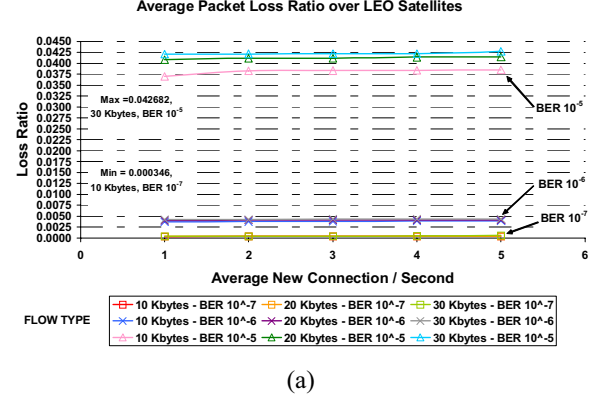 Average Packet Loss Ratio over LEO Satellites
0.0450
0.0425
0.0400
0.0375
0.0350
0.0325
0.0300
0.0275
0.0250
0.0225
0.0200
0.0175
0.0150
0.0125
0.0100
0.0075
0.0050
0.0025
0.0000
Loss Ratio
Max =0.042682,
30 Kbytes, BER 10⁻⁵
Min = 0.000346,
10 Kbytes, BER 10⁻⁷
BER 10⁻⁵
BER 10⁻⁶
BER 10⁻⁷
0 1 2 3 4 5 6
Average New Connection / Second
FLOW TYPE
10 Kbytes - BER 10^-7 20 Kbytes - BER 10^-7 30 Kbytes - BER 10^-7
10 Kbytes - BER 10^-6 20 Kbytes - BER 10^-6 30 Kbytes - BER 10^-6
10 Kbytes - BER 10^-5 20 Kbytes - BER 10^-5 30 Kbytes - BER 10^-5
(a)